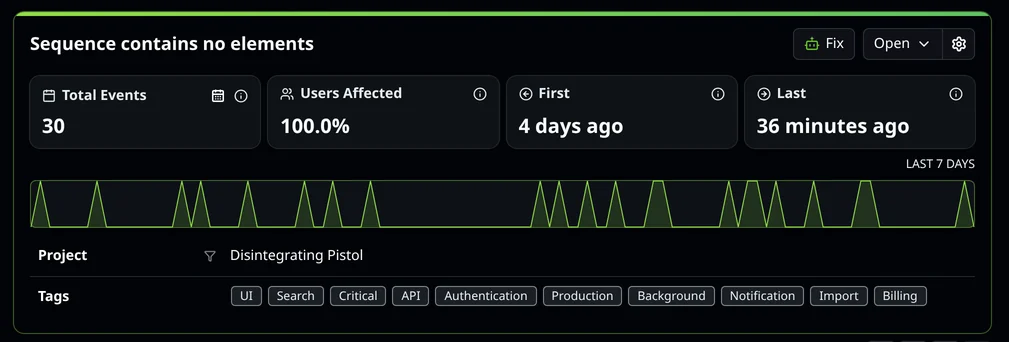 Sequence contains no elements
Fix
Open
Total Events
30
Users Affected
100.0%
First
4 days ago
Last
36 minutes ago
LAST 7 DAYS
Project
Disintegrating Pistol
Tags
UI
Search
Critical
API
Authentication
Production
Background
Notification
Import
Billing